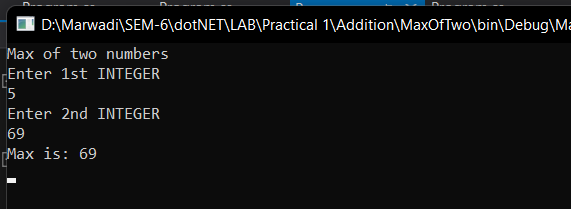 D:\Marwadi\SEM-6\dotNET\LAB\Practical 1\Addition\MaxOfTwo\bin\Debug\Ma
Max of two numbers
Enter 1st INTEGER
5
Enter 2nd INTEGER
69
Max is: 69